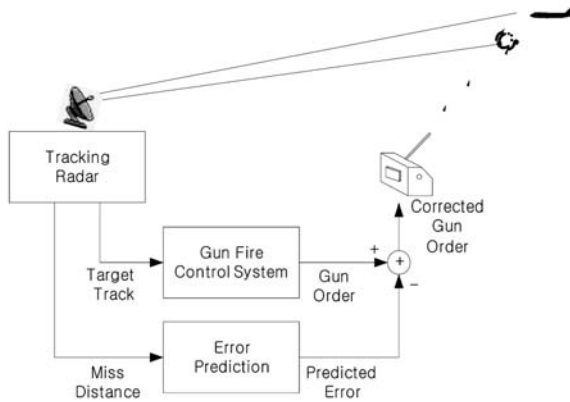 Tracking
Radar
Corrected
Gun
Order
Gun Fire
Control System
+
+
Target
Track
Gun
Order
−
Error
Prediction
Miss
Distance
Predicted
Error